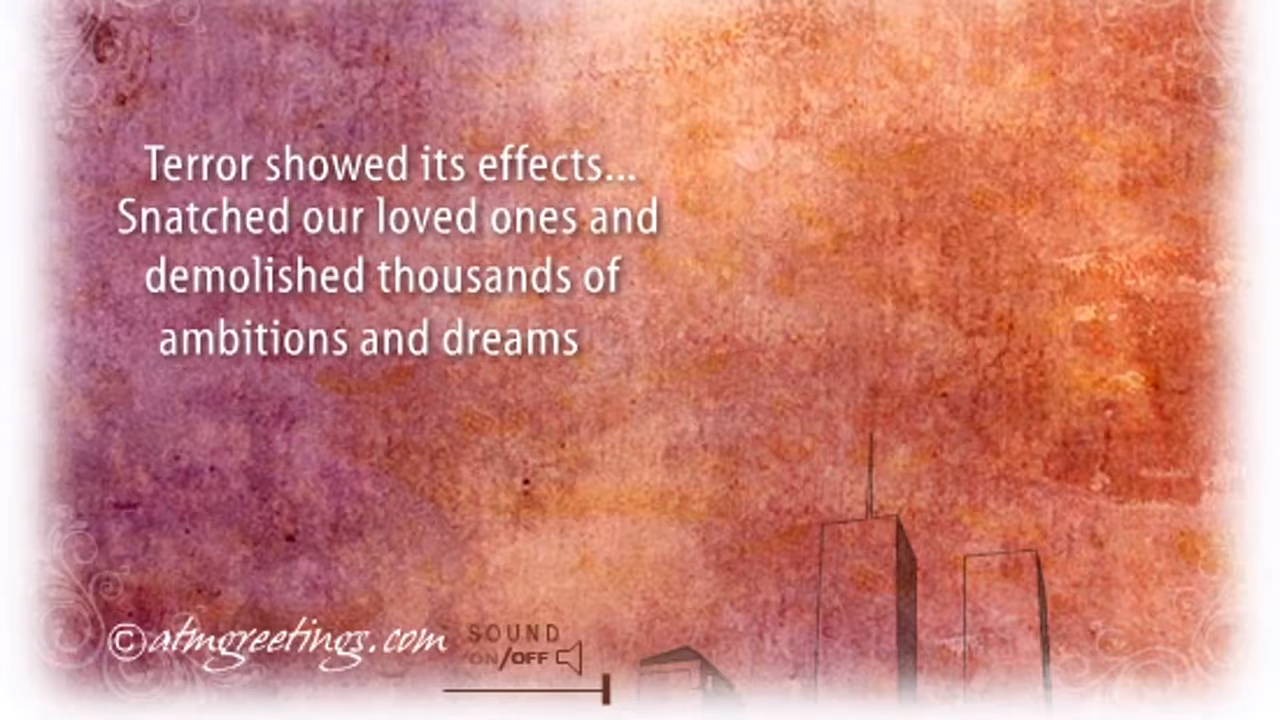 Terror showed its effects...
Snatched our loved ones and
demolished thousands of
ambitions and dreams
©atmgreetings.com
SOUND
ON/OFF